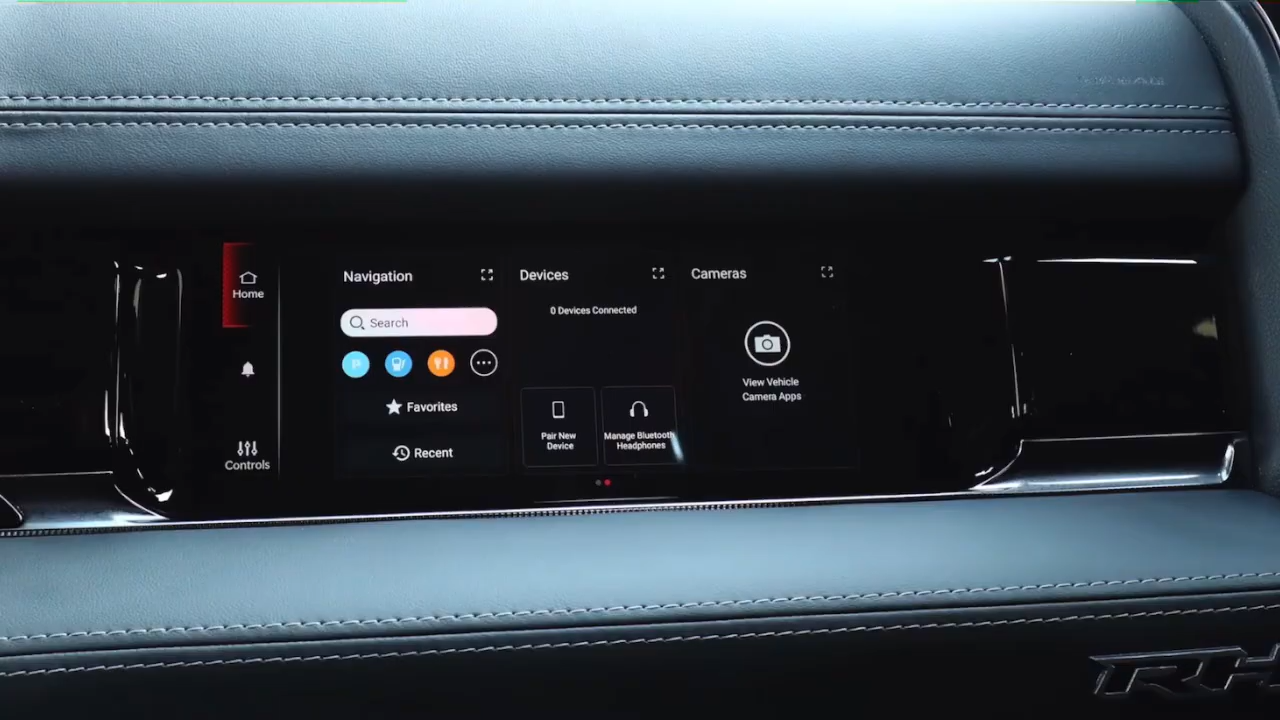 Home
Controls
Navigation
Search
Favorites
Recent
Devices
0 Devices Connected
Pair New
Device
Manage Bluetooth
Headphones
Cameras
View Vehicle
Camera Apps
RH